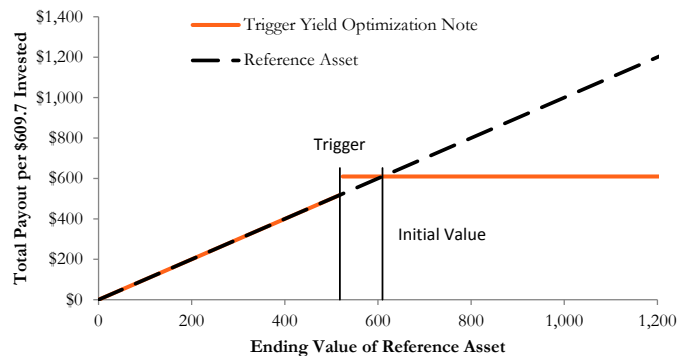 $1,400
$1,200
$1,000
$800
$600
$400
$200
$0
Total Payout per $609.7 Invested
Trigger Yield Optimization Note
Reference Asset
Trigger
Initial Value
0
200
400
600
800
1,000
1,200
Ending Value of Reference Asset